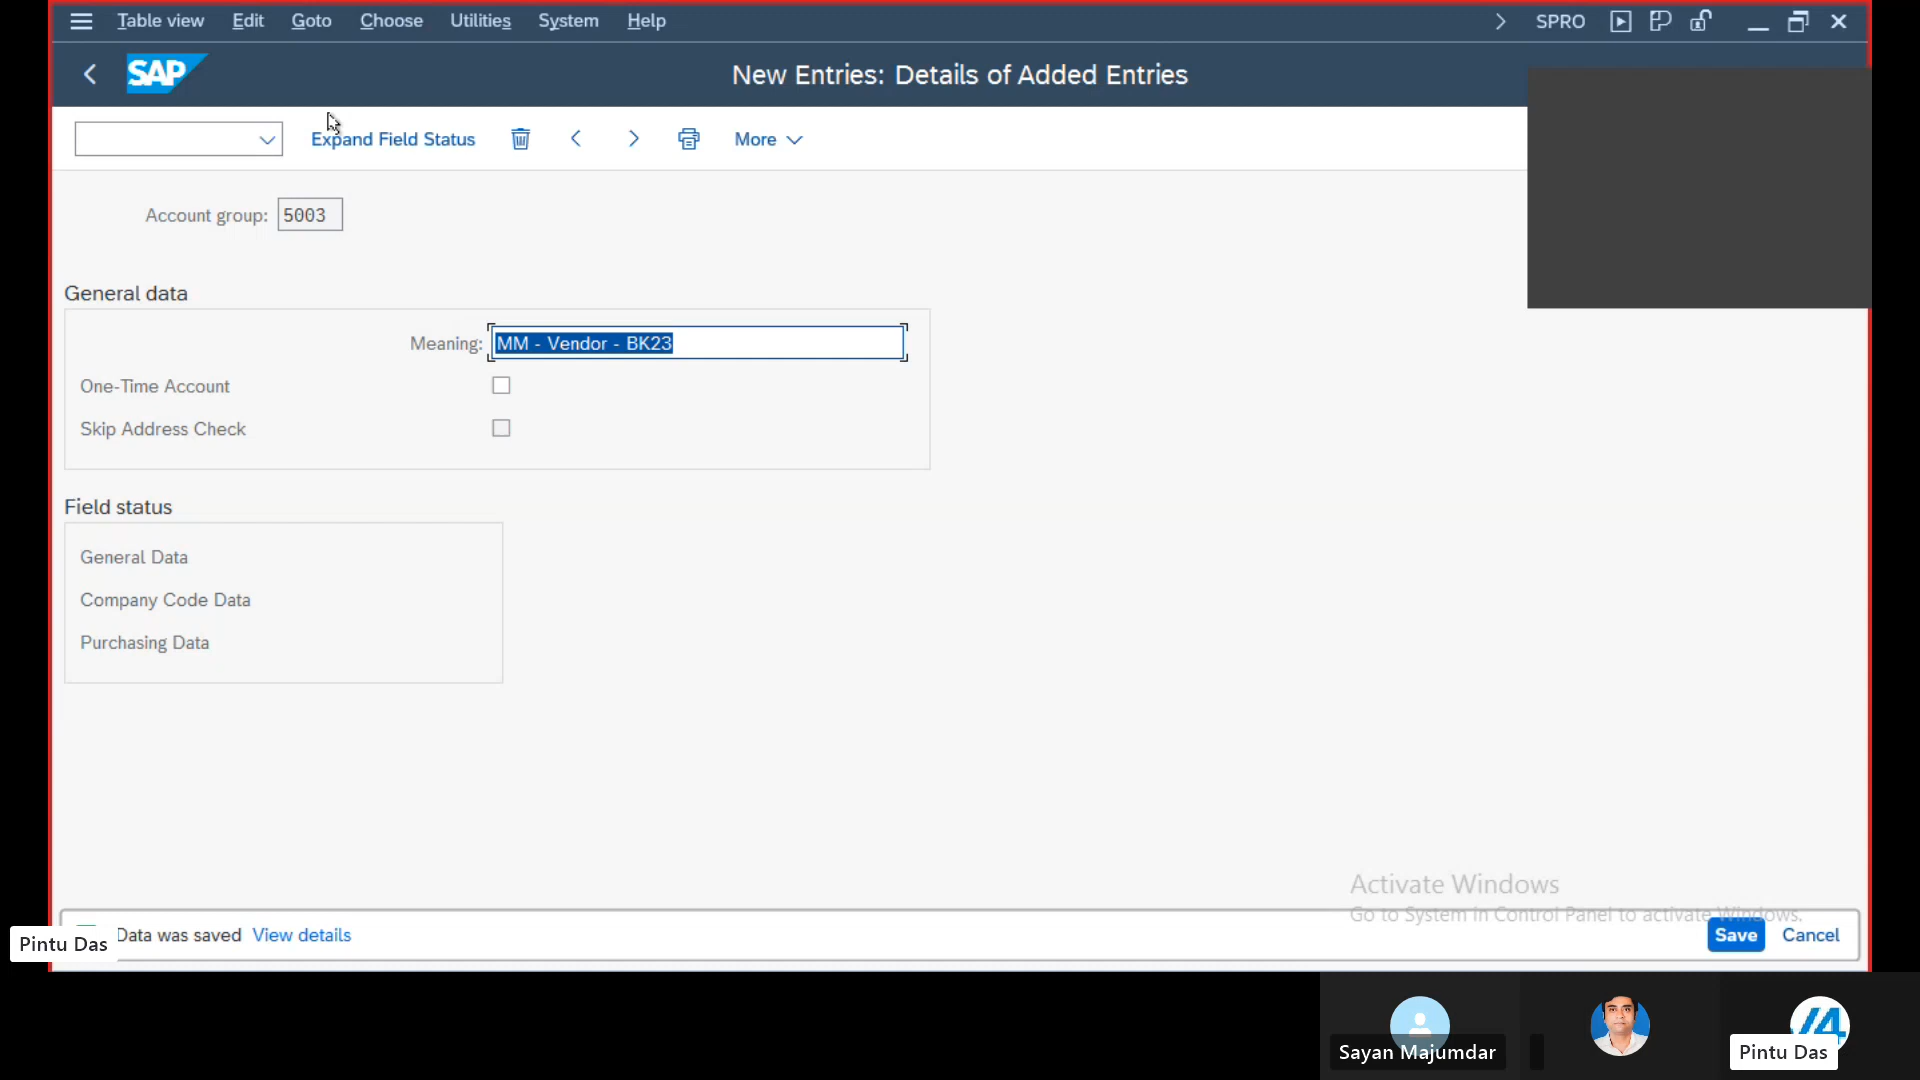 Table view Edit Goto Choose Utilities System Help SPRO
SAP New Entries: Details of Added Entries
Expand Field Status More
Account group: 5003
General data
Meaning: MM - Vendor - BK23
One-Time Account
Skip Address Check
Field status
General Data
Company Code Data
Purchasing Data
Activate Windows
Go to System in Control Panel to activate Windows.
Data was saved View details Save Cancel
Pintu Das
Sayan Majumdar Pintu Das